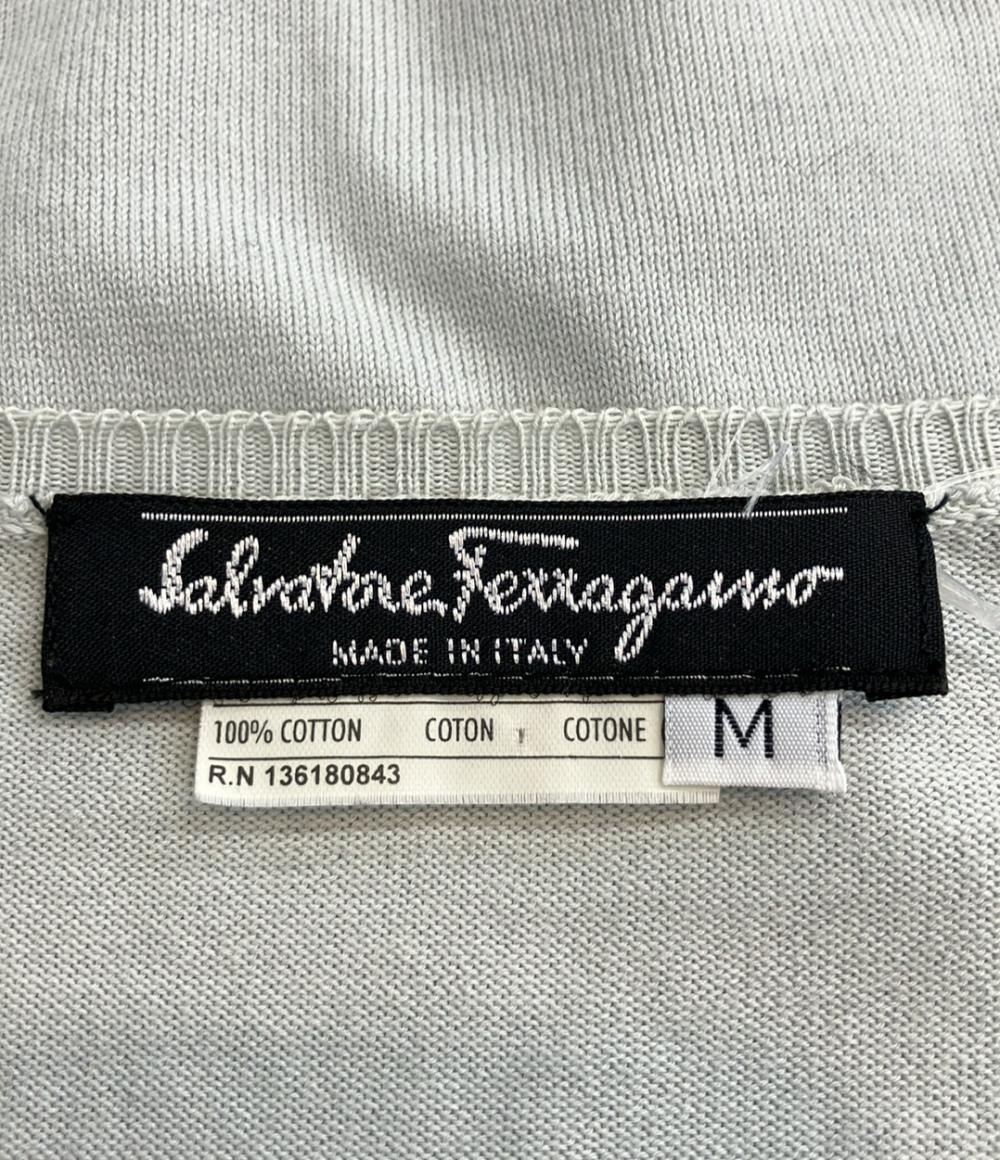 Salvatore Ferragamo
MADE IN ITALY
100% COTTON COTON COTONE
M
R.N 136180843